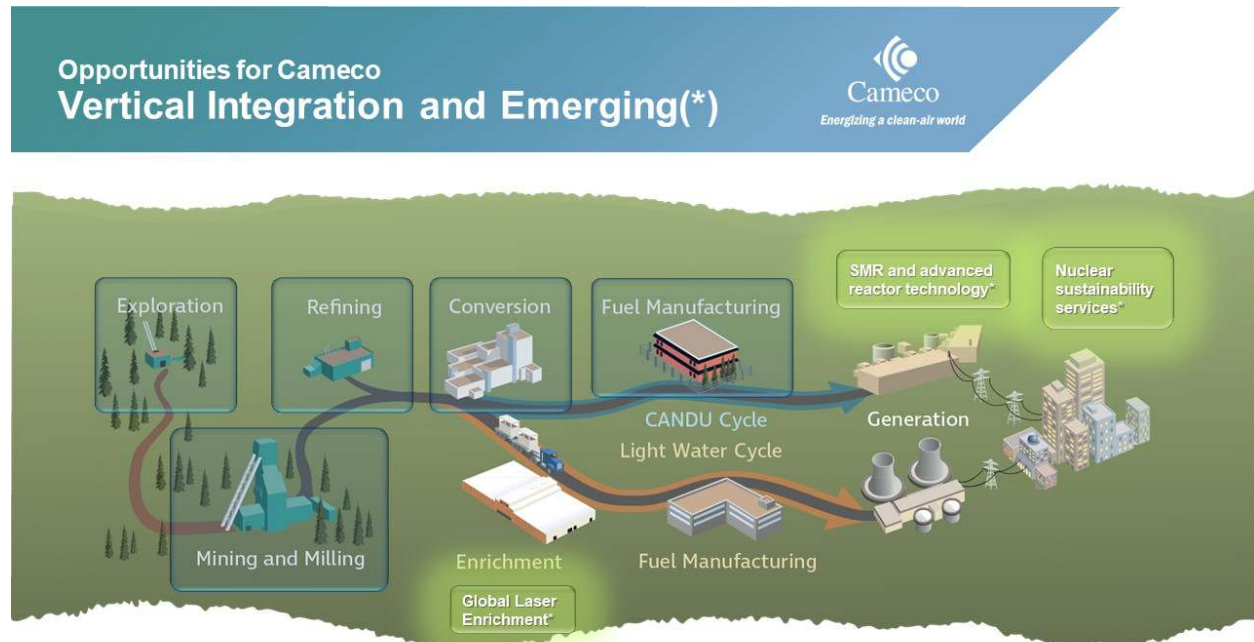 Opportunities for Cameco
Vertical Integration and Emerging(*)
Cameco
Energizing a clean-air world
SMR and advanced
reactor technology*
Nuclear
sustainability
services*
Exploration
Refining
Conversion
Fuel Manufacturing
CANDU Cycle
Generation
Light Water Cycle
Mining and Milling
Enrichment
Fuel Manufacturing
Global Laser
Enrichment*